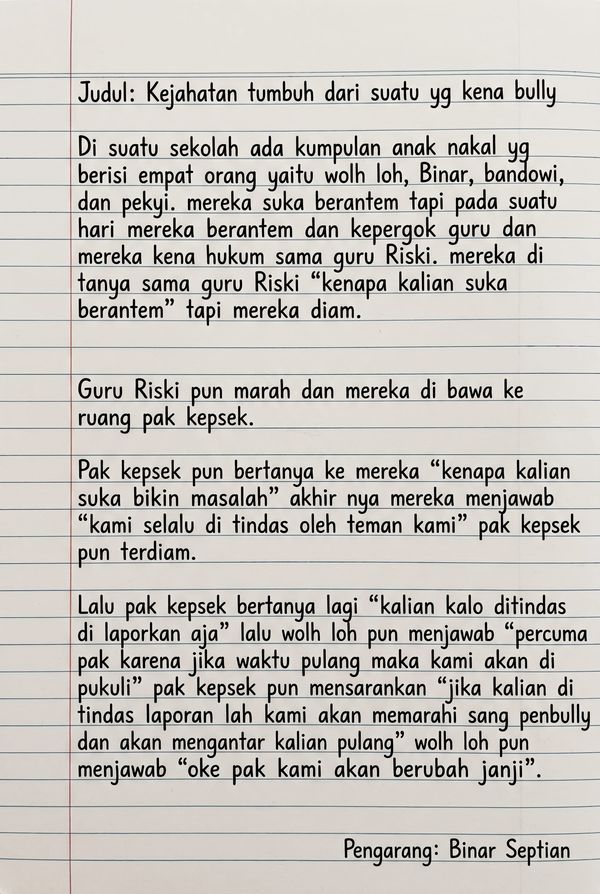 Judul: Kejahatan tumbuh dari suatu yg kena bully
Di suatu sekolah ada kumpulan anak nakal yg
berisi empat orang yaitu wolh loh, Binar, bandowi,
dan pekyi. mereka suka berantem tapi pada suatu
hari mereka berantem dan kepergok guru dan
mereka kena hukum sama guru Riski. mereka di
tanya sama guru Riski “kenapa kalian suka
berantem” tapi mereka diam.
Guru Riski pun marah dan mereka di bawa ke
ruang pak kepsek.
Pak kepsek pun bertanya ke mereka “kenapa kalian
suka bikin masalah” akhir nya mereka menjawab
“kami selalu di tindas oleh teman kami” pak kepsek
pun terdiam.
Lalu pak kepsek bertanya lagi “kalian kalo ditindas
di laporkan aja” lalu wolh loh pun menjawab “percuma
pak karena jika waktu pulang maka kami akan di
pukuli” pak kepsek pun mensarankan “jika kalian di
tindas laporan lah kami akan memarahi sang penbully
dan akan mengantar kalian pulang” wolh loh pun
menjawab “oke pak kami akan berubah janji”.
Pengarang: Binar Septian